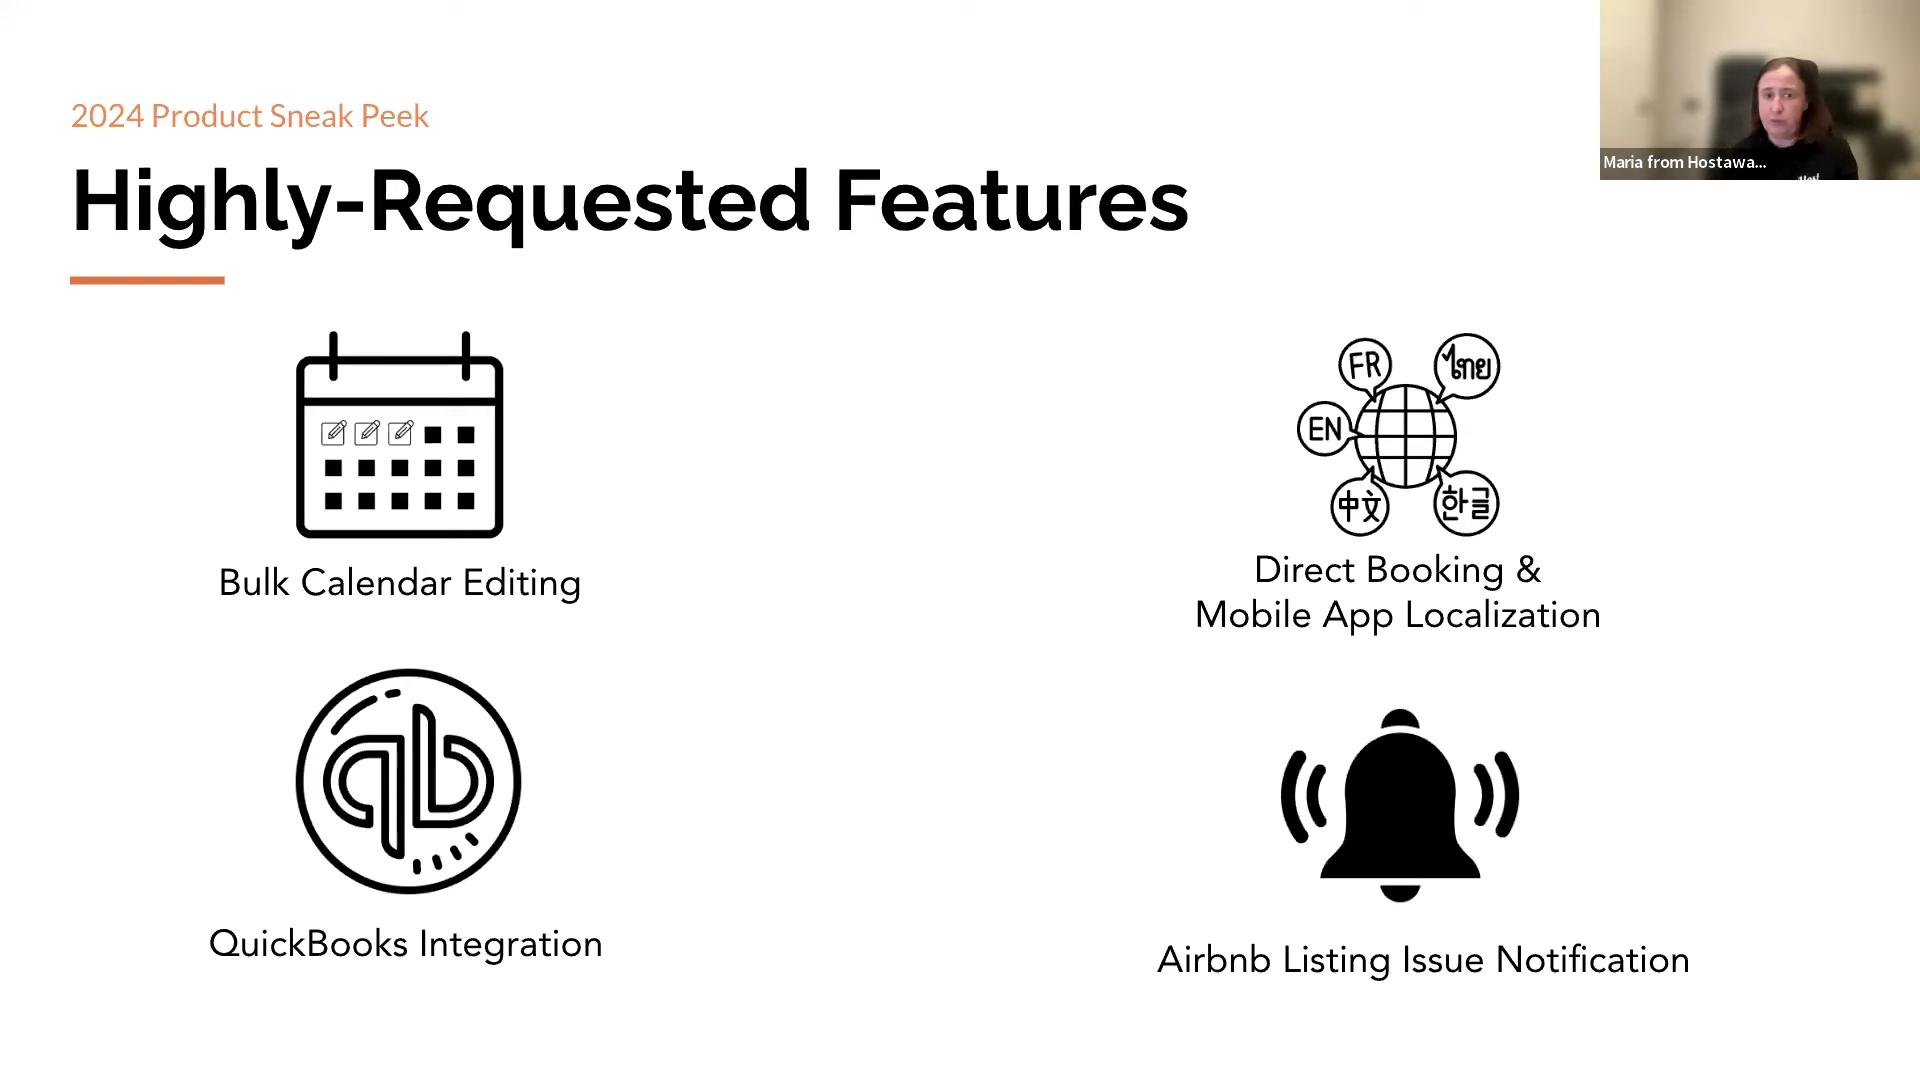 2024 Product Sneak Peek
Highly-Requested Features
Maria from Hostawa...
FR
ไทย
EN
中文
한글
Bulk Calendar Editing
Direct Booking &
Mobile App Localization
qb
QuickBooks Integration
Airbnb Listing Issue Notification